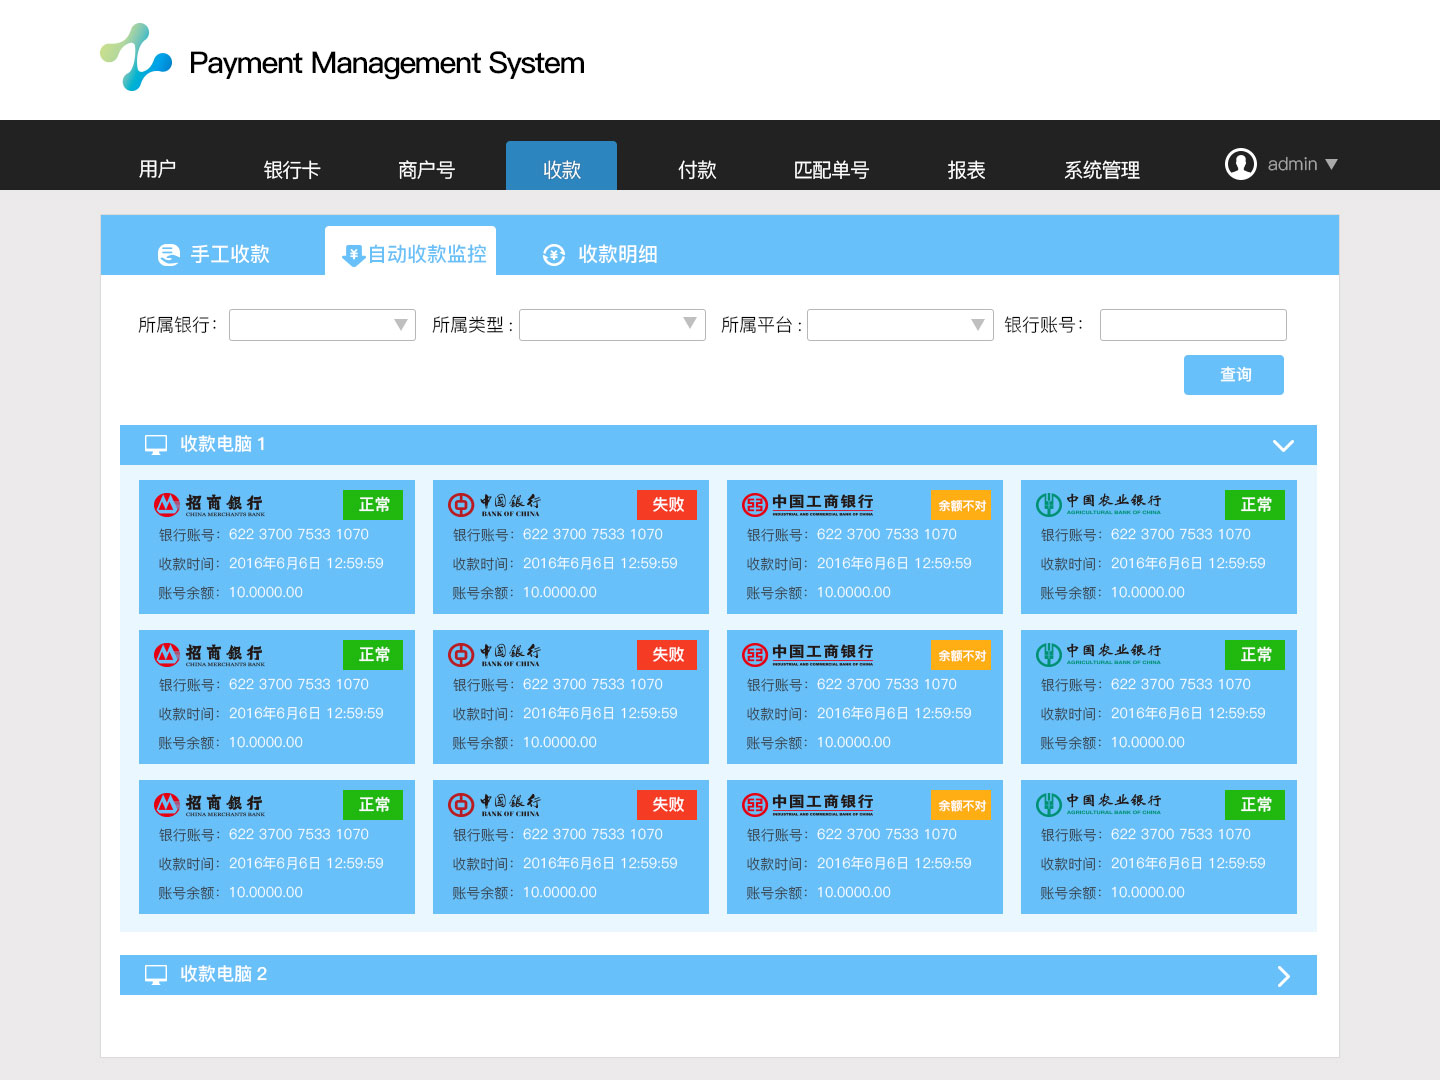 Payment Management System
用户 银行卡 商户号 收款 付款 匹配单号 报表 系统管理 admin
手工收款 自动收款监控 收款明细
所属银行： 所属类型 : 所属平台 : 银行账号：
查询
收款电脑 1
招商银行 正常 中国银行 失败 中国工商银行 余额不对 中国农业银行 正常
CHINA MERCHANTS BANK BANK OF CHINA INDUSTRIAL AND COMMERCIAL BANK OF CHINA AGRICULTURAL BANK OF CHINA
银行账号：622 3700 7533 1070 银行账号：622 3700 7533 1070 银行账号：622 3700 7533 1070 银行账号：622 3700 7533 1070
收款时间：2016年6月6日 12:59:59 收款时间：2016年6月6日 12:59:59 收款时间：2016年6月6日 12:59:59 收款时间：2016年6月6日 12:59:59
账号余额：10.0000.00 账号余额：10.0000.00 账号余额：10.0000.00 账号余额：10.0000.00
招商银行 正常 中国银行 失败 中国工商银行 余额不对 中国农业银行 正常
CHINA MERCHANTS BANK BANK OF CHINA INDUSTRIAL AND COMMERCIAL BANK OF CHINA AGRICULTURAL BANK OF CHINA
银行账号：622 3700 7533 1070 银行账号：622 3700 7533 1070 银行账号：622 3700 7533 1070 银行账号：622 3700 7533 1070
收款时间：2016年6月6日 12:59:59 收款时间：2016年6月6日 12:59:59 收款时间：2016年6月6日 12:59:59 收款时间：2016年6月6日 12:59:59
账号余额：10.0000.00 账号余额：10.0000.00 账号余额：10.0000.00 账号余额：10.0000.00
招商银行 正常 中国银行 失败 中国工商银行 余额不对 中国农业银行 正常
CHINA MERCHANTS BANK BANK OF CHINA INDUSTRIAL AND COMMERCIAL BANK OF CHINA AGRICULTURAL BANK OF CHINA
银行账号：622 3700 7533 1070 银行账号：622 3700 7533 1070 银行账号：622 3700 7533 1070 银行账号：622 3700 7533 1070
收款时间：2016年6月6日 12:59:59 收款时间：2016年6月6日 12:59:59 收款时间：2016年6月6日 12:59:59 收款时间：2016年6月6日 12:59:59
账号余额：10.0000.00 账号余额：10.0000.00 账号余额：10.0000.00 账号余额：10.0000.00
收款电脑 2